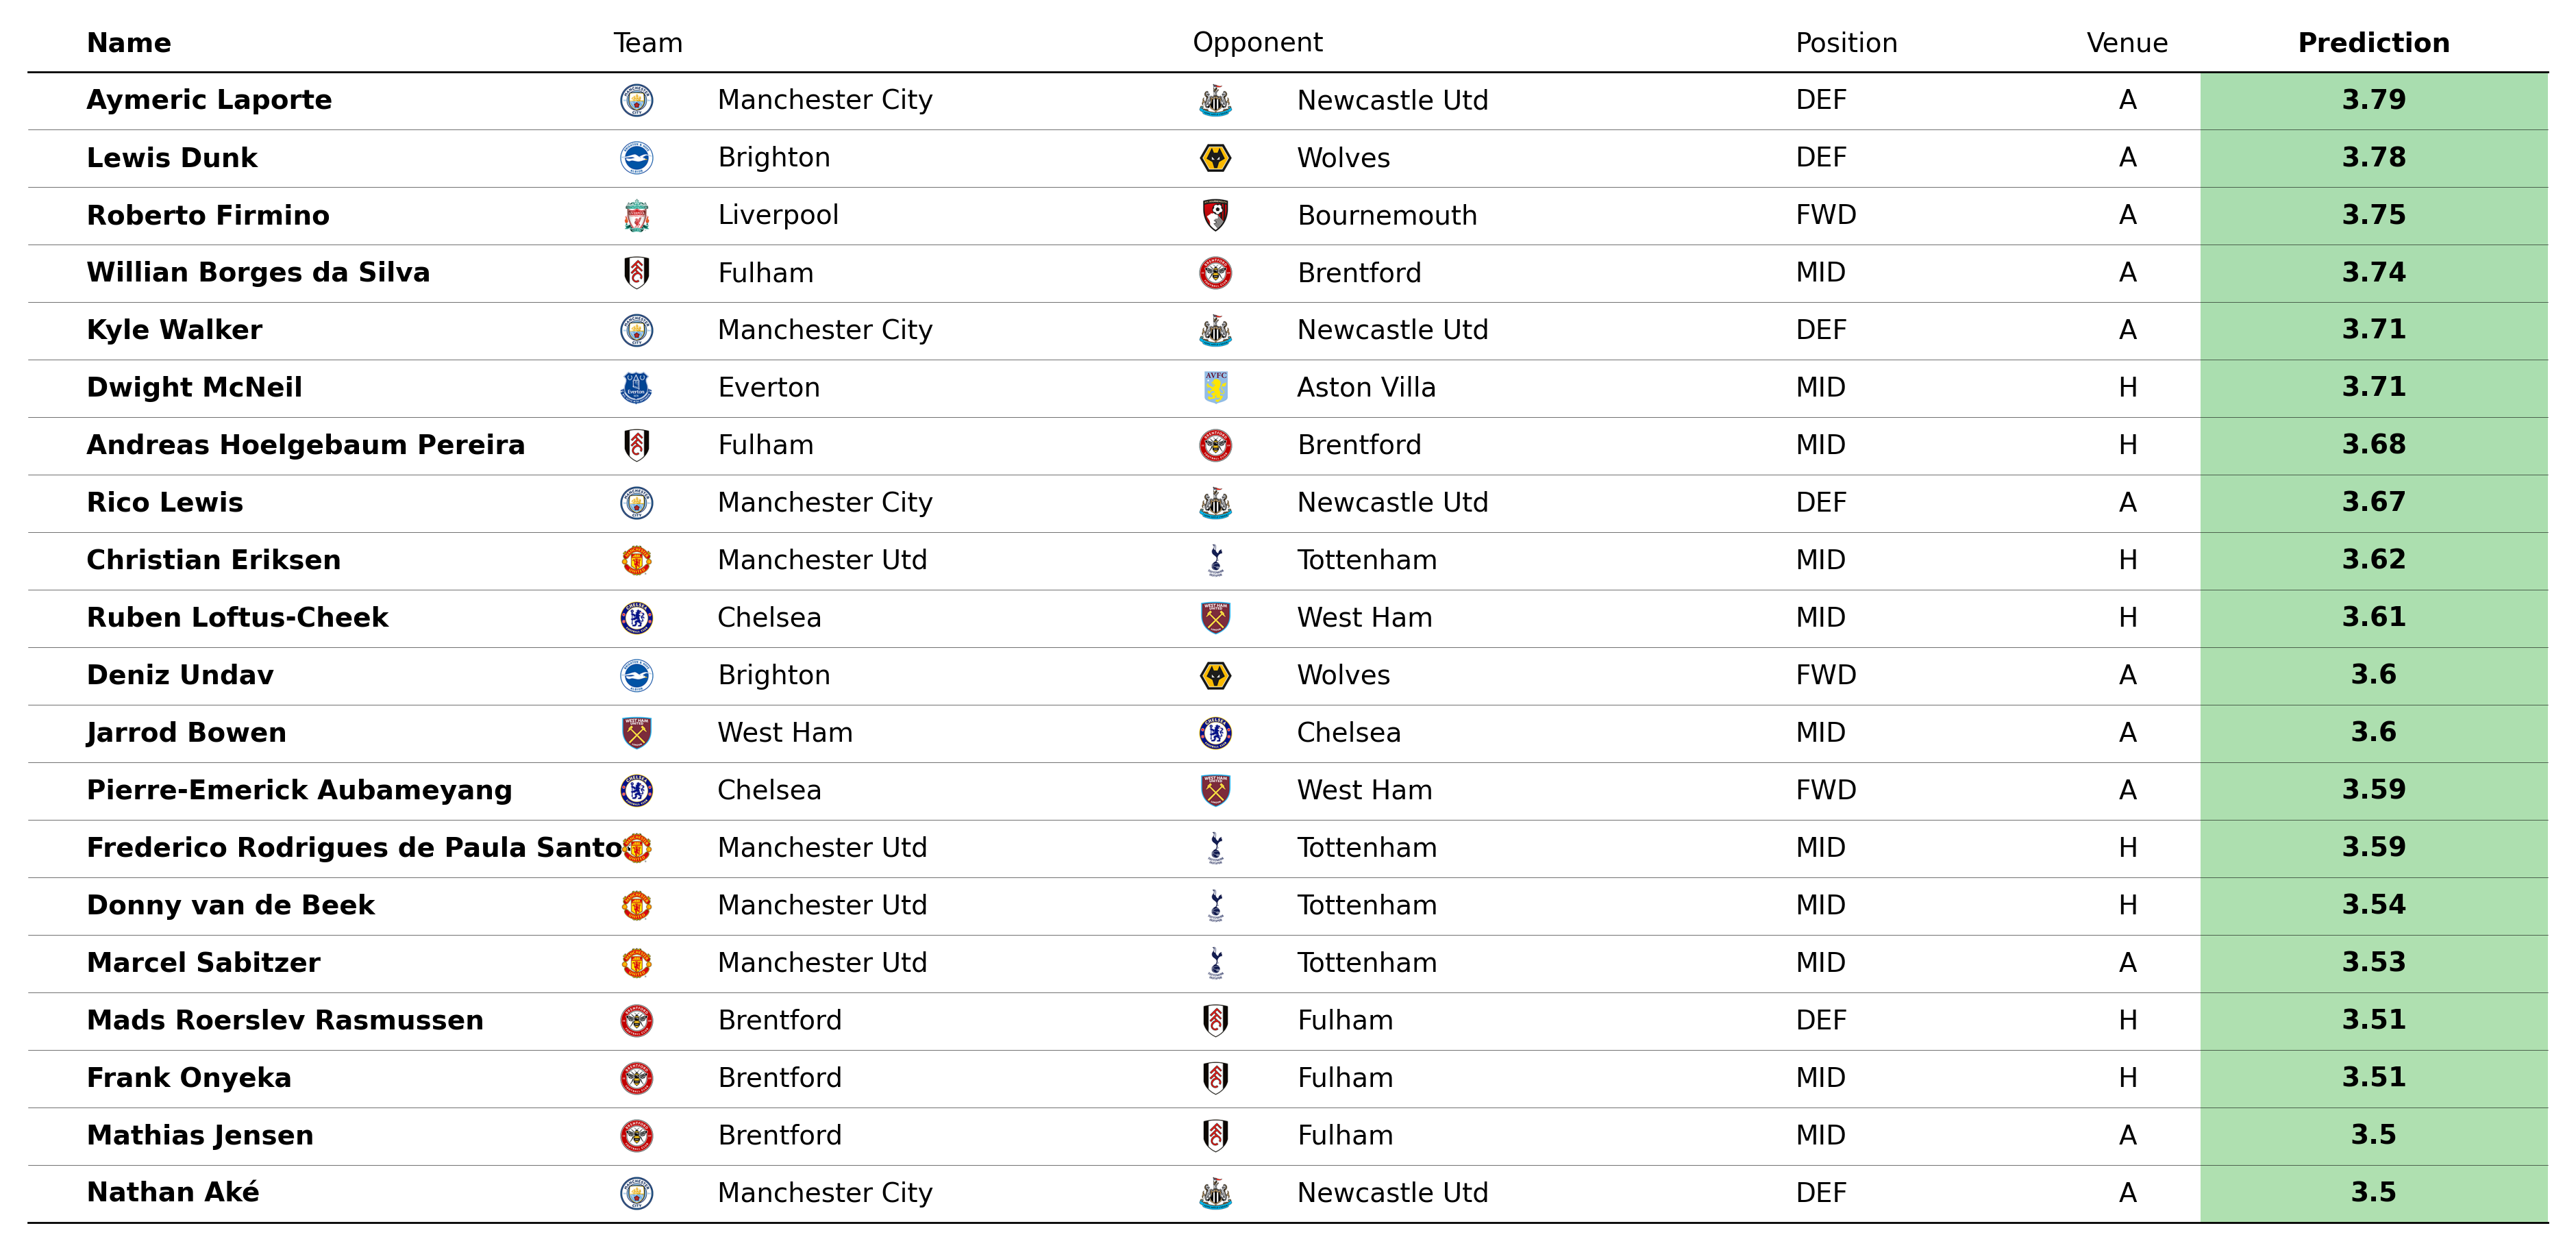 Name Team Opponent Position Venue Prediction
Aymeric Laporte Manchester City Newcastle Utd DEF A 3.79
Lewis Dunk Brighton Wolves DEF A 3.78
Roberto Firmino Liverpool Bournemouth FWD A 3.75
Willian Borges da Silva Fulham Brentford MID A 3.74
Kyle Walker Manchester City Newcastle Utd DEF A 3.71
Dwight McNeil Everton Aston Villa MID H 3.71
Andreas Hoelgebaum Pereira Fulham Brentford MID H 3.68
Rico Lewis Manchester City Newcastle Utd DEF A 3.67
Christian Eriksen Manchester Utd Tottenham MID H 3.62
Ruben Loftus-Cheek Chelsea West Ham MID H 3.61
Deniz Undav Brighton Wolves FWD A 3.6
Jarrod Bowen West Ham Chelsea MID A 3.6
Pierre-Emerick Aubameyang Chelsea West Ham FWD A 3.59
Frederico Rodrigues de Paula Santo Manchester Utd Tottenham MID H 3.59
Donny van de Beek Manchester Utd Tottenham MID H 3.54
Marcel Sabitzer Manchester Utd Tottenham MID A 3.53
Mads Roerslev Rasmussen Brentford Fulham DEF H 3.51
Frank Onyeka Brentford Fulham MID H 3.51
Mathias Jensen Brentford Fulham MID A 3.5
Nathan Aké Manchester City Newcastle Utd DEF A 3.5